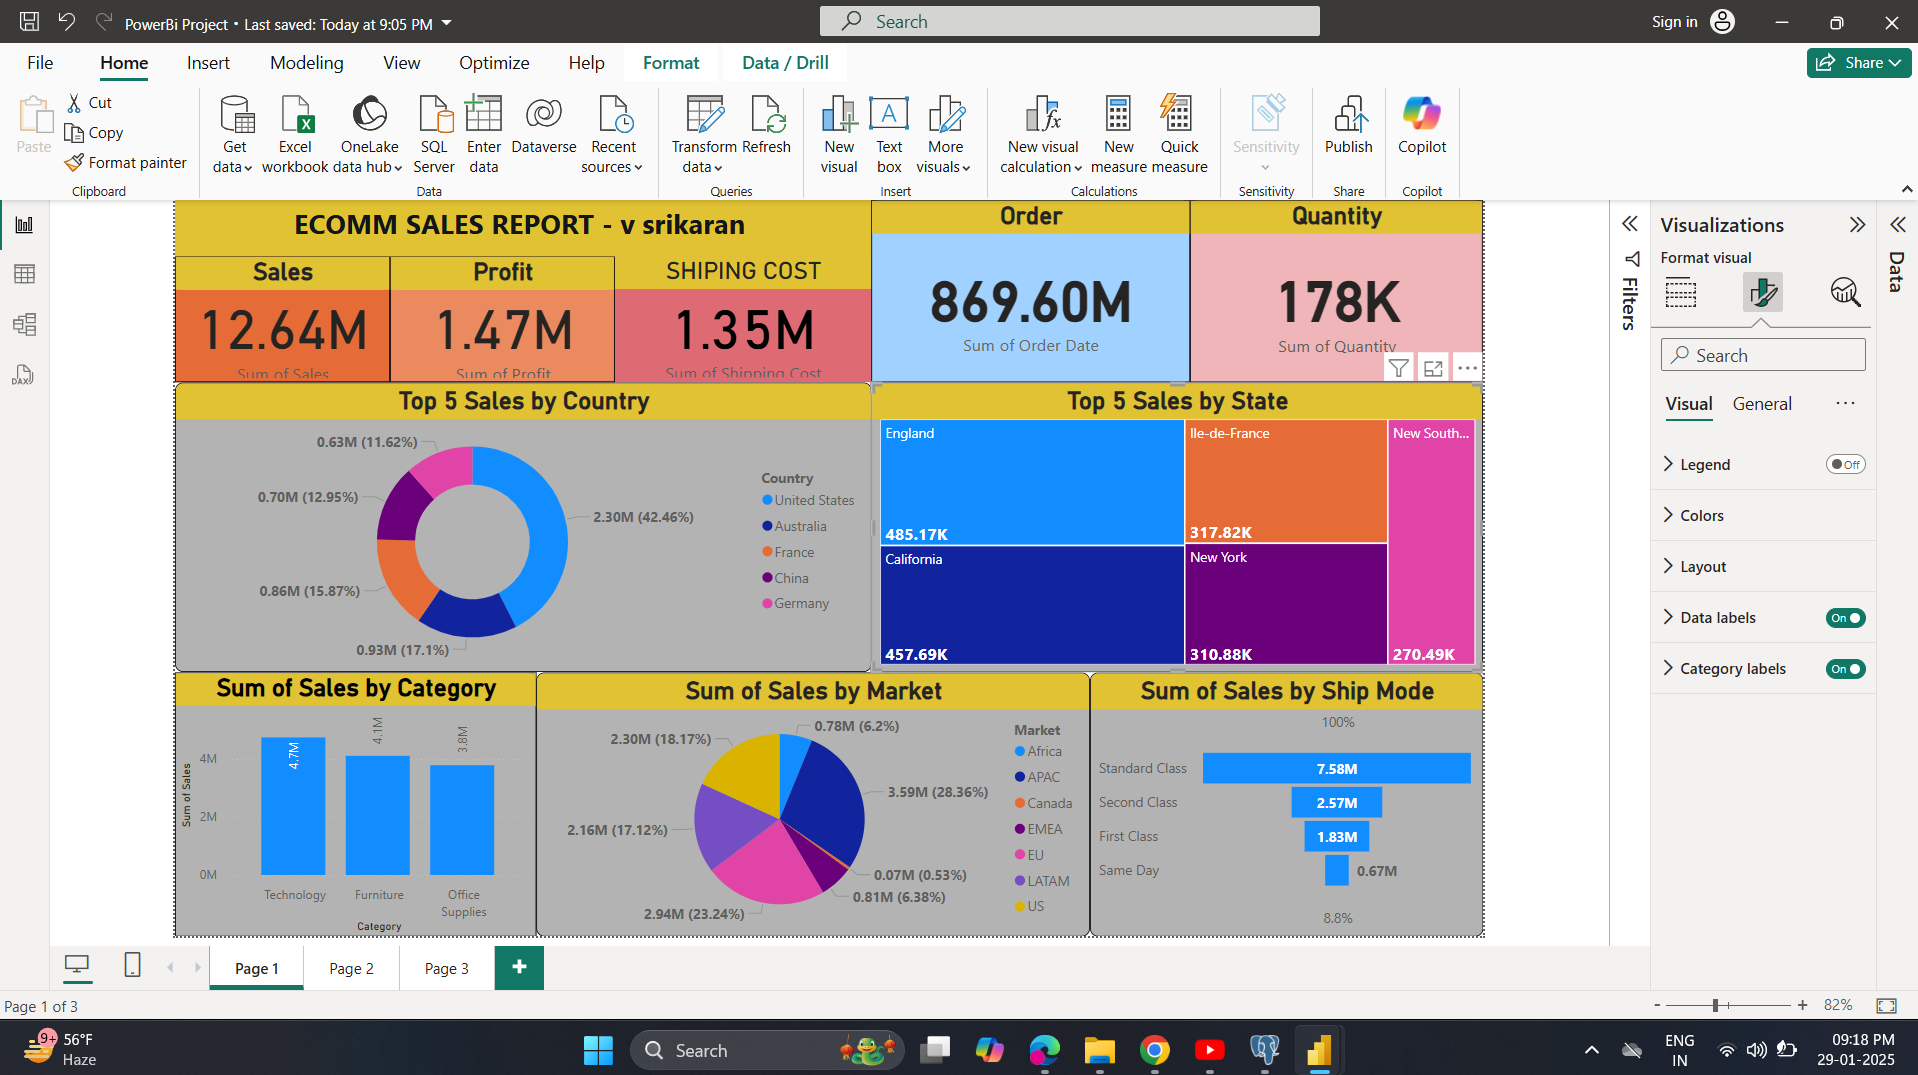 PowerBi Project • Last saved: Today at 9:05 PM
Search
Sign in
File
Home
Insert
Modeling
View
Optimize
Help
Format
Data / Drill
Share
Paste
Cut
Copy
Format painter
Clipboard
Get data
Excel workbook
OneLake data hub
SQL Server
Enter data
Dataverse
Recent sources
Data
Transform data
Refresh
Queries
New visual
Text box
More visuals
Insert
New visual calculation
New measure
Quick measure
Calculations
Sensitivity
Sensitivity
Publish
Share
Copilot
Copilot
ECOMM SALES REPORT - v srikaran
Sales
12.64M
Sum of Sales
Profit
1.47M
Sum of Profit
SHIPING COST
1.35M
Sum of Shipping Cost
Order
869.60M
Sum of Order Date
Quantity
178K
Sum of Quantity
Top 5 Sales by Country
0.63M (11.62%)
0.70M (12.95%)
2.30M (42.46%)
0.86M (15.87%)
0.93M (17.1%)
Country
United States
Australia
France
China
Germany
Top 5 Sales by State
England
485.17K
California
457.69K
Ile-de-France
317.82K
New York
310.88K
New South...
270.49K
Sum of Sales by Category
Sum of Sales
4M
2M
0M
4.7M
4.1M
3.8M
Technology
Furniture
Office
Supplies
Category
Sum of Sales by Market
0.78M (6.2%)
2.30M (18.17%)
3.59M (28.36%)
2.16M (17.12%)
0.07M (0.53%)
0.81M (6.38%)
2.94M (23.24%)
Market
Africa
APAC
Canada
EMEA
EU
LATAM
US
Sum of Sales by Ship Mode
100%
Standard Class
7.58M
Second Class
2.57M
First Class
1.83M
Same Day
0.67M
8.8%
Filters
Visualizations
Format visual
Search
Visual
General
...
Legend
Off
Colors
Layout
Data labels
On
Category labels
On
Data
DAX
Page 1
Page 2
Page 3
+
Page 1 of 3
- + 82%
9+
56°F
Haze
Search
ENG
IN
09:18 PM
29-01-2025